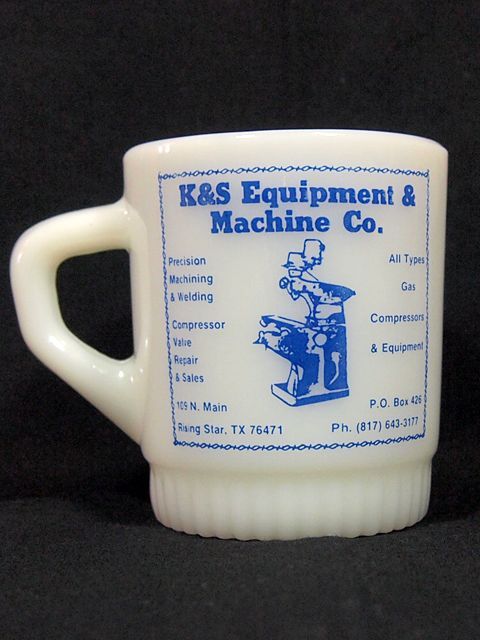 K&S Equipment &
Machine Co.
Precision
Machining
& Welding
Compressor
Valve
Repair
& Sales
All Types
Gas
Compressors
& Equipment
109 N. Main
Rising Star, TX 76471
P.O. Box 426
Ph. (817) 643-3177